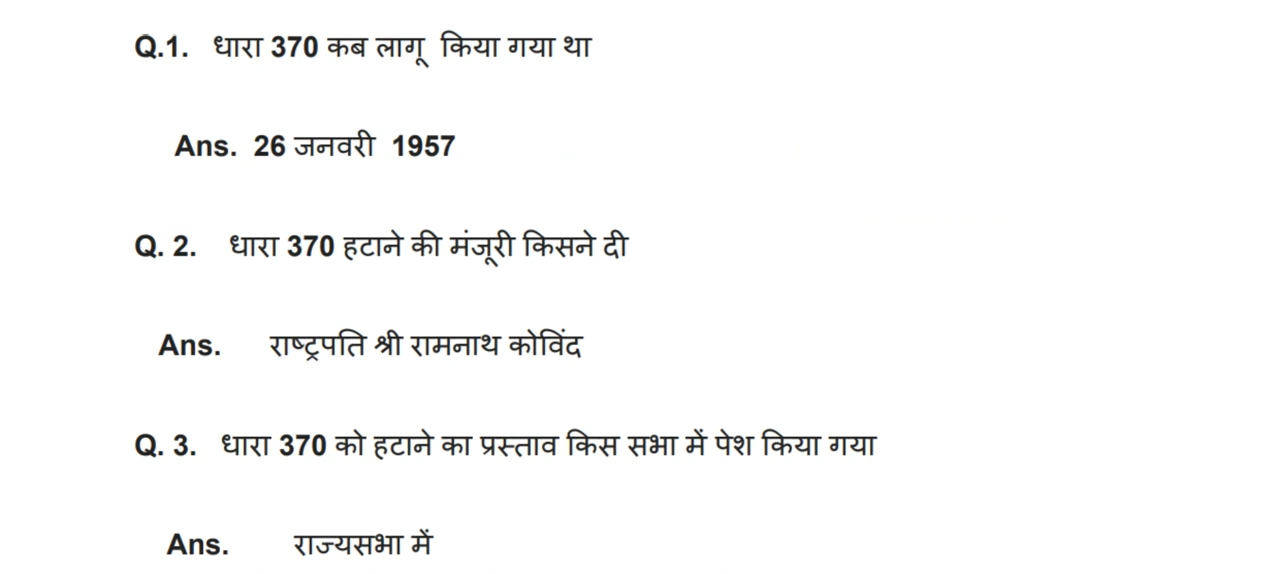 Q.1. धारा 370 कब लागू किया गया था
Ans. 26 जनवरी 1957
Q. 2. धारा 370 हटाने की मंजूरी किसने दी
Ans. राष्ट्रपति श्री रामनाथ कोविंद
Q. 3. धारा 370 को हटाने का प्रस्ताव किस सभा में पेश किया गया
Ans. राज्यसभा में